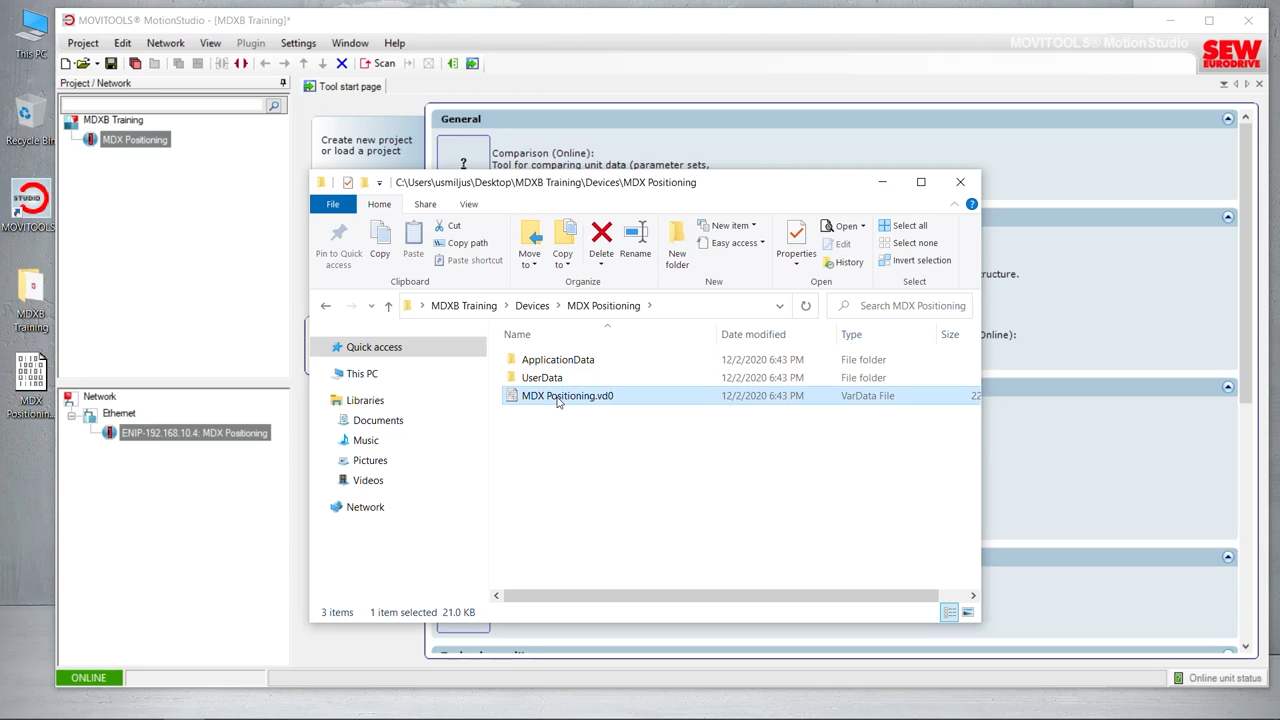 This PC
Recycle Bin
STUDIO
MOVITOOLS
MDXB
Training
MDX
Positionin...
MOVITOOLS® MotionStudio - [MDXB Training]*
Project Edit Network View Plugin Settings Window Help
MOVITOOLS® MotionStudio
SEW
EURODRIVE
Scan
Project / Network
Tool start page
MDXB Training
MDX Positioning
Create new project
or load a project
General
?
Comparison (Online):
Tool for comparing unit data (parameter sets,
C:\Users\usmiljus\Desktop\MDXB Training\Devices\MDX Positioning
File Home Share View
Pin to Quick
access
Copy
Paste
Cut
Copy path
Paste shortcut
Clipboard
Move
to
Copy
to
Delete
Rename
Organize
New
folder
New item
Easy access
New
Properties
Open
Edit
History
Open
Select all
Select none
Invert selection
Select
MDXB Training Devices MDX Positioning
Search MDX Positioning
Name Date modified Type Size
ApplicationData 12/2/2020 6:43 PM File folder
UserData 12/2/2020 6:43 PM File folder
MDX Positioning.vd0 12/2/2020 6:43 PM VarData File 22
Quick access
This PC
Libraries
Documents
Music
Pictures
Videos
Network
3 items 1 item selected 21.0 KB
ructure.
Online):
Network
Ethernet
ENIP-192.168.10.4: MDX Positioning
ONLINE
Online unit status